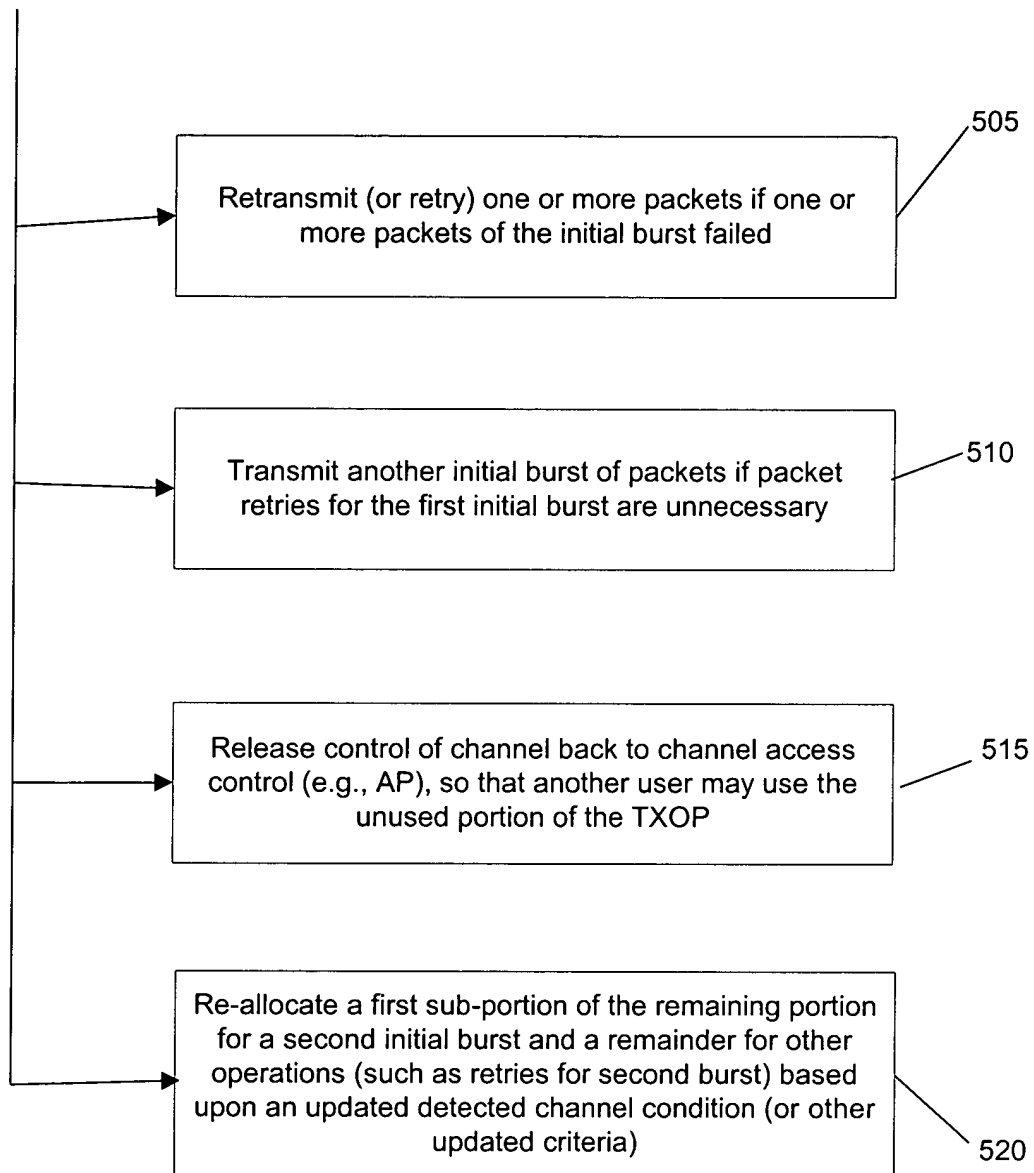 505
Retransmit (or retry) one or more packets if one or
more packets of the initial burst failed
510
Transmit another initial burst of packets if packet
retries for the first initial burst are unnecessary
515
Release control of channel back to channel access
control (e.g., AP), so that another user may use the
unused portion of the TXOP
Re-allocate a first sub-portion of the remaining portion
for a second initial burst and a remainder for other
operations (such as retries for second burst) based
upon an updated detected channel condition (or other
updated criteria)
520